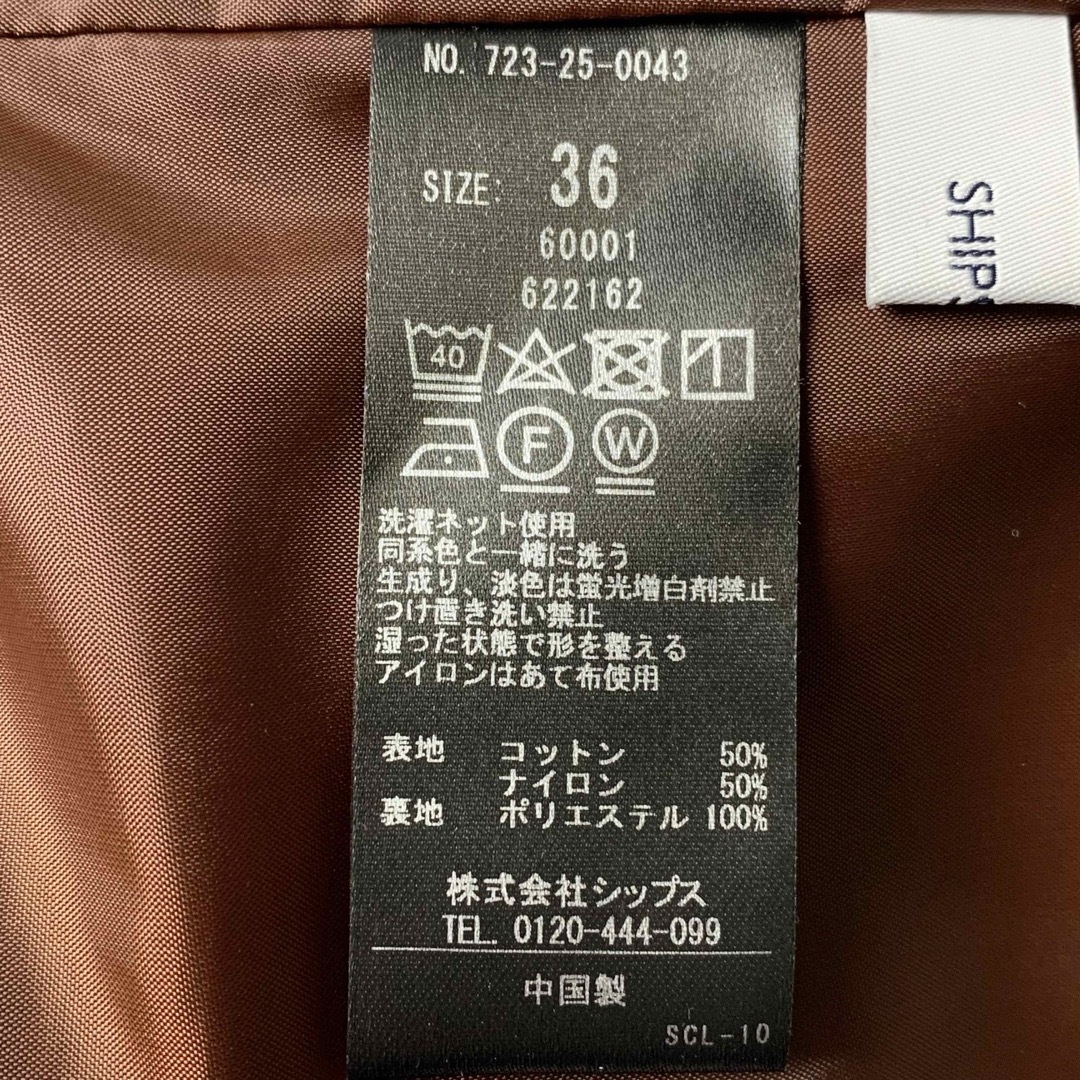 NO. 723-25-0043
SIZE: 36
60001
622162
40
F W
洗濯ネット使用
同系色と一緒に洗う
生成り、淡色は蛍光増白剤禁止
つけ置き洗い禁止
湿った状態で形を整える
アイロンはあて布使用
表地 コットン 50%
ナイロン 50%
裏地 ポリエステル 100%
株式会社シップス
TEL. 0120-444-099
中国製
SCL-10
SHIPS